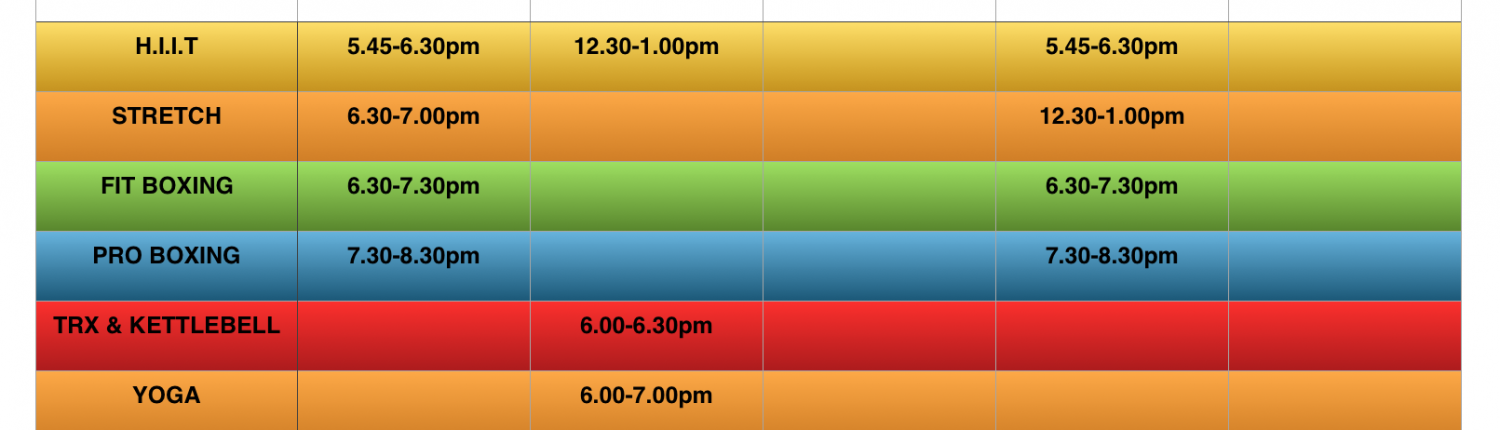 H.I.I.T 5.45-6.30pm 12.30-1.00pm 5.45-6.30pm
STRETCH 6.30-7.00pm 12.30-1.00pm
FIT BOXING 6.30-7.30pm 6.30-7.30pm
PRO BOXING 7.30-8.30pm 7.30-8.30pm
TRX & KETTLEBELL 6.00-6.30pm
YOGA 6.00-7.00pm